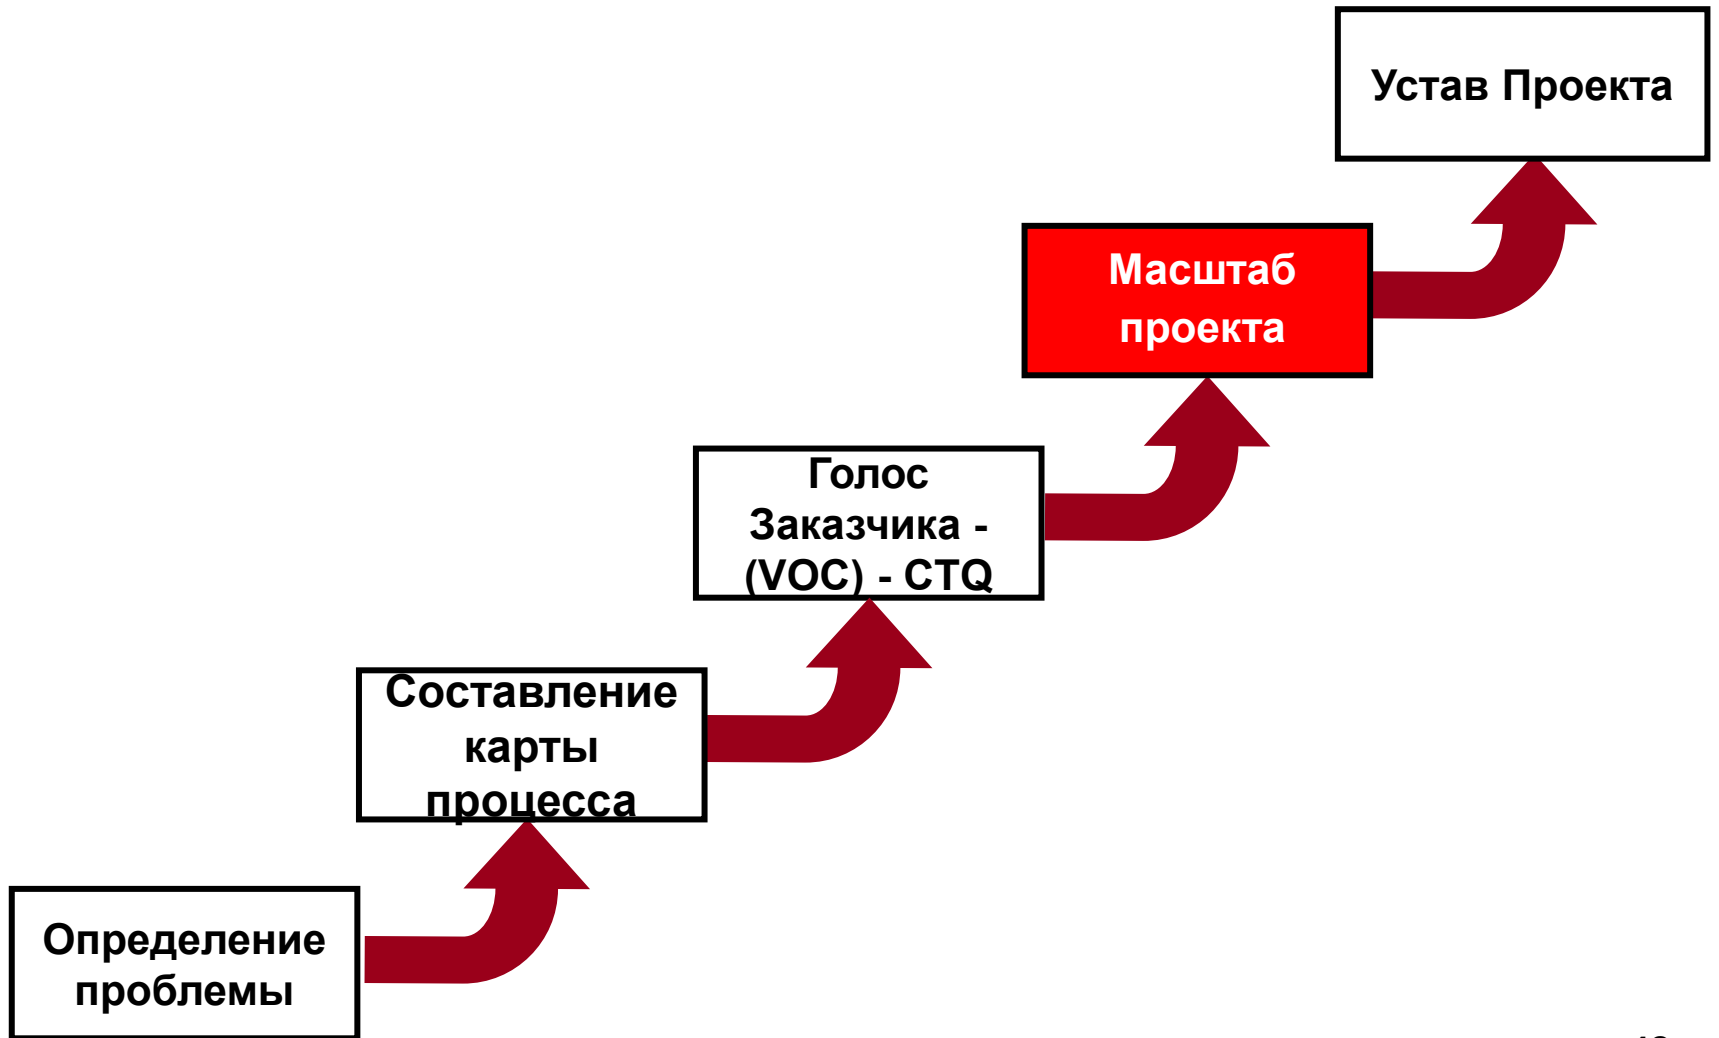 Устав Проекта
Масштаб
проекта
Голос
Заказчика -
(VOC) - CTQ
Составление
карты
процесса
Определение
проблемы